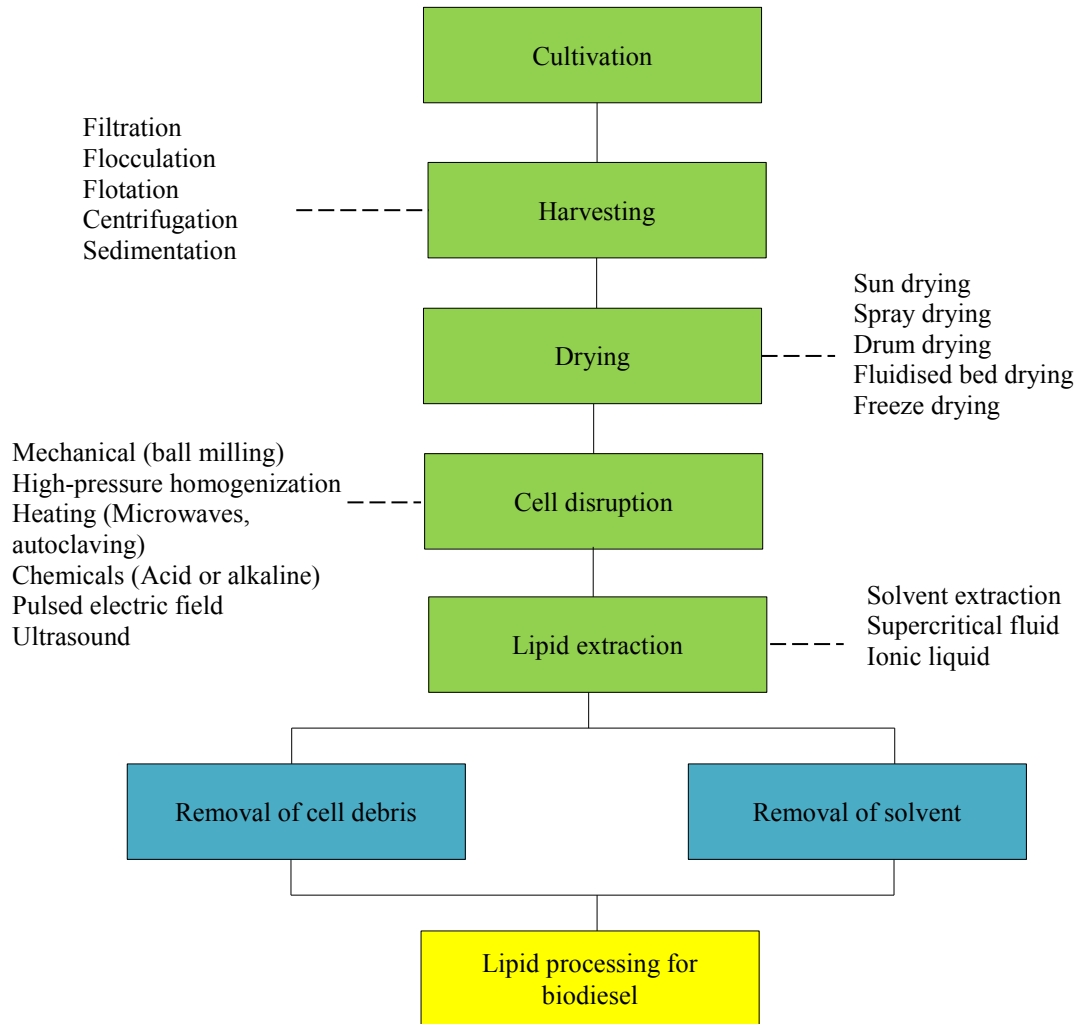 Cultivation
Filtration
Flocculation
Flotation
Centrifugation
Sedimentation
Harvesting
Sun drying
Spray drying
Drum drying
Fluidised bed drying
Freeze drying
Drying
Mechanical (ball milling)
High-pressure homogenization
Heating (Microwaves,
autoclaving)
Chemicals (Acid or alkaline)
Pulsed electric field
Ultrasound
Cell disruption
Solvent extraction
Supercritical fluid
Ionic liquid
Lipid extraction
Removal of cell debris
Removal of solvent
Lipid processing for
biodiesel